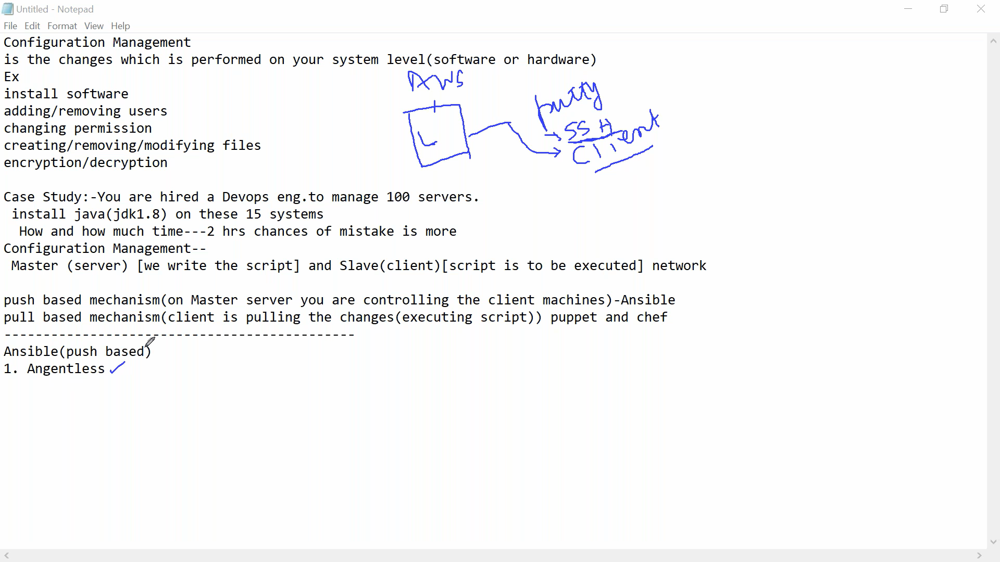 Untitled - Notepad
File Edit Format View Help
Configuration Management
is the changes which is performed on your system level(software or hardware)
Ex
install software
adding/removing users
changing permission
creating/removing/modifying files
encryption/decryption
AWS
L
putty
SSH
Client
Case Study:-You are hired a Devops eng.to manage 100 servers.
install java(jdk1.8) on these 15 systems
How and how much time---2 hrs chances of mistake is more
Configuration Management--
Master (server) [we write the script] and Slave(client)[script is to be executed] network
push based mechanism(on Master server you are controlling the client machines)-Ansible
pull based mechanism(client is pulling the changes(executing script)) puppet and chef
---------------------------------------------
Ansible(push based)
1. Angentless